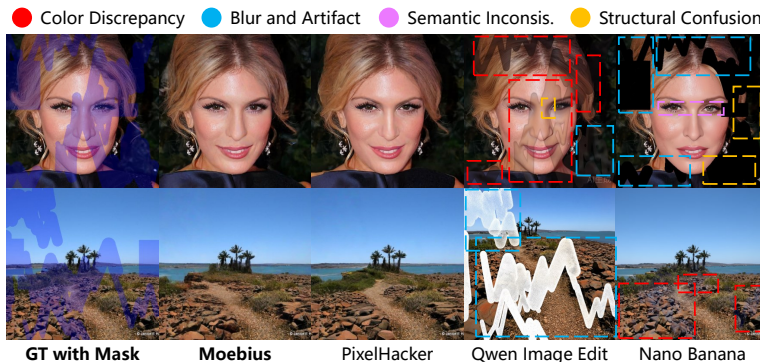 Color Discrepancy Blur and Artifact Semantic Inconsis. Structural Confusion
GT with Mask Moebius PixelHacker Qwen Image Edit Nano Banana